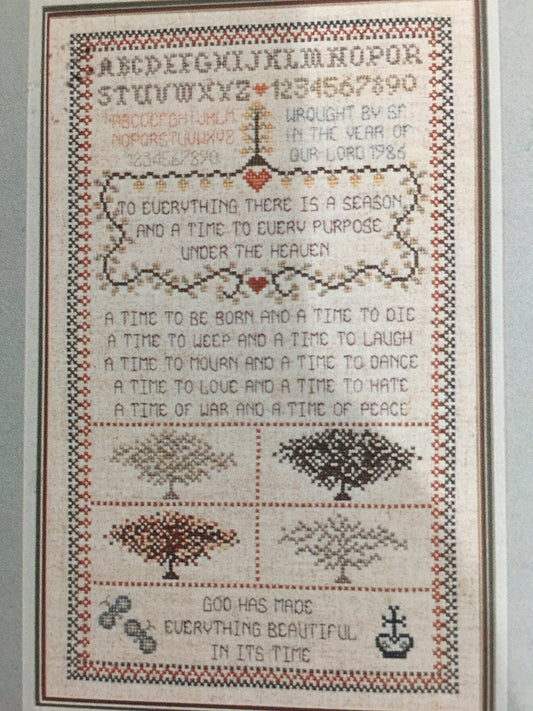 ABCDEFGHIJKLMNOPQR
STUVWXYZ 1234567890
ABCDEFGHIJKLM
NOPQRSTUVWXYZ
1234567890
WROUGHT BY SF
IN THE YEAR OF
OUR LORD 1986
TO EVERYTHING THERE IS A SEASON
AND A TIME TO EVERY PURPOSE
UNDER THE HEAVEN
A TIME TO BE BORN AND A TIME TO DIE
A TIME TO WEEP AND A TIME TO LAUGH
A TIME TO MOURN AND A TIME TO DANCE
A TIME TO LOVE AND A TIME TO HATE
A TIME OF WAR AND A TIME OF PEACE
GOD HAS MADE
EVERYTHING BEAUTIFUL
IN ITS TIME